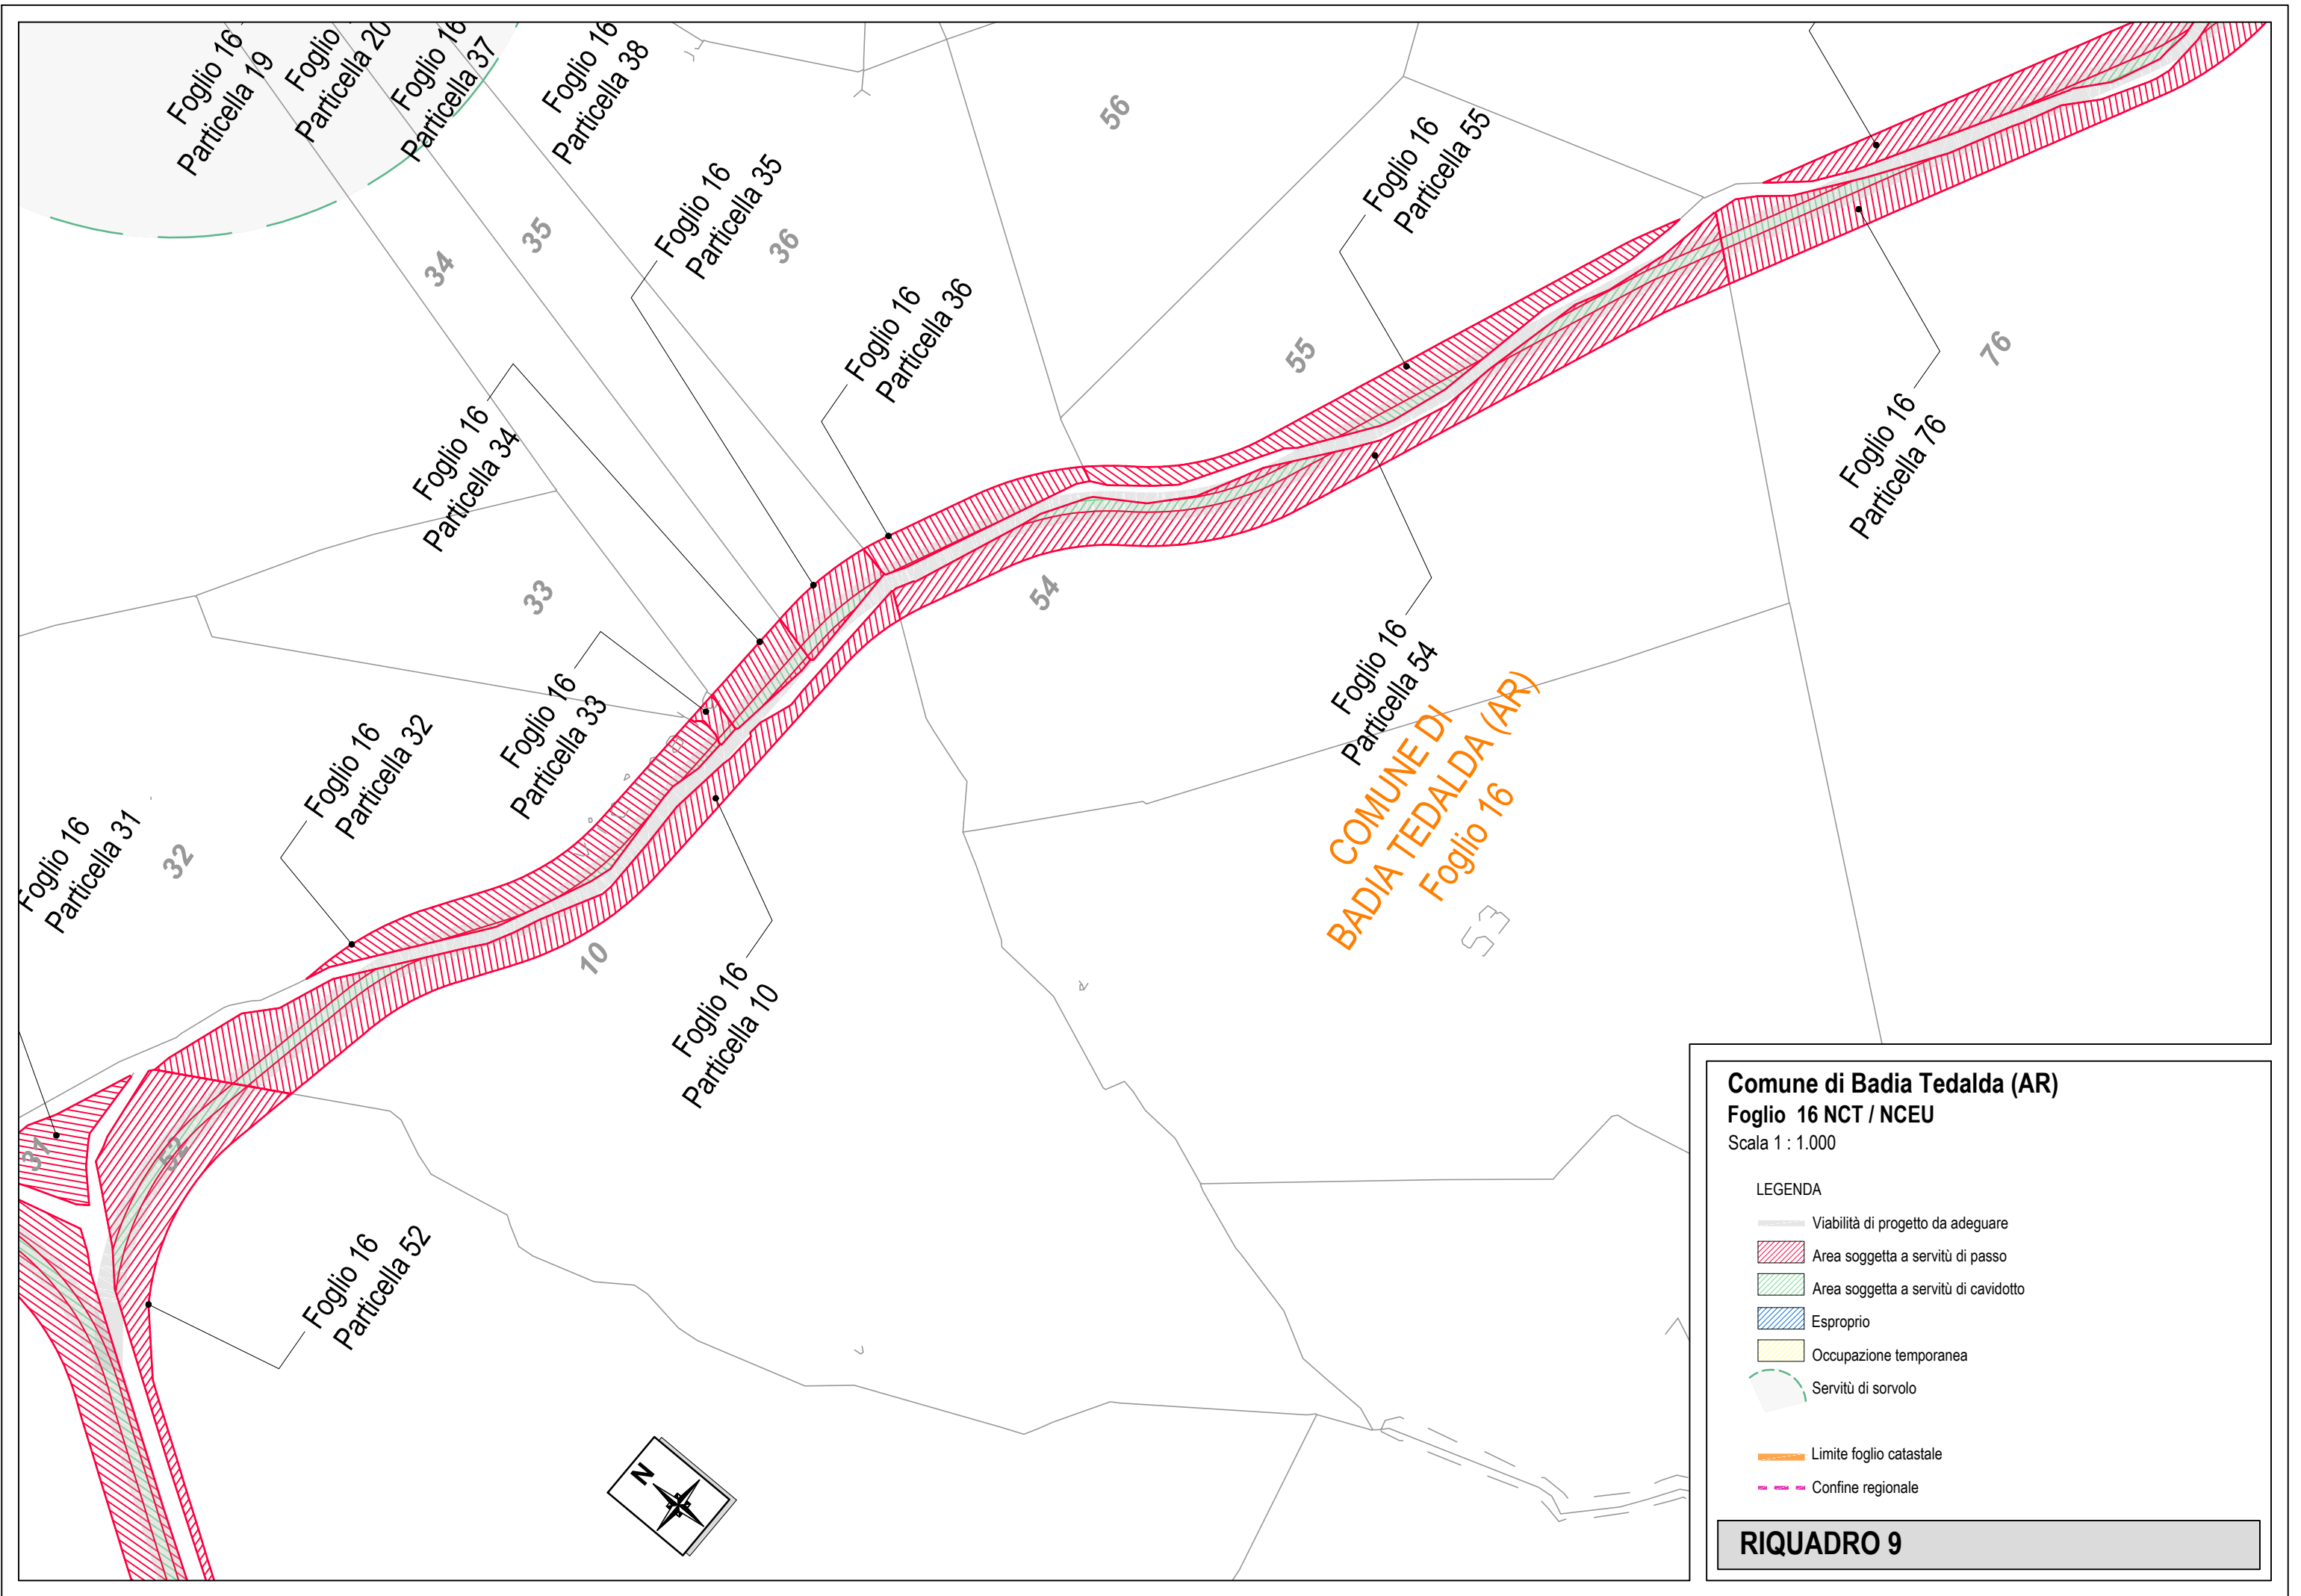 Foglio 16
Particella 19
Foglio
Particella 20
Foglio 16
Particella 37
Foglio 16
Particella 38
Foglio 16
Particella 35
Foglio 16
Particella 36
Foglio 16
Particella 55
Foglio 16
Particella 34
Foglio 16
Particella 33
Foglio 16
Particella 32
Foglio 16
Particella 31
Foglio 16
Particella 10
Foglio 16
Particella 52
Foglio 16
Particella 54
Foglio 16
Particella 76
34
35
36
56
55
76
33
54
32
10
31
52
53
COMUNE DI
BADIA TEDALDA (AR)
Foglio 16
N
Comune di Badia Tedalda (AR)
Foglio 16 NCT / NCEU
Scala 1 : 1.000
LEGENDA
Viabilità di progetto da adeguare
Area soggetta a servitù di passo
Area soggetta a servitù di cavidotto
Esproprio
Occupazione temporanea
Servitù di sorvolo
Limite foglio catastale
Confine regionale
RIQUADRO 9